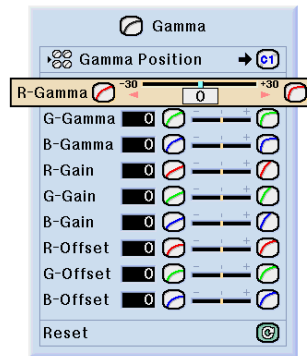 Gamma
Gamma Position C1
R-Gamma -30 0 +30
G-Gamma 0 - +
B-Gamma 0 - +
R-Gain 0 - +
G-Gain 0 - +
B-Gain 0 - +
R-Offset 0 - +
G-Offset 0 - +
B-Offset 0 - +
Reset